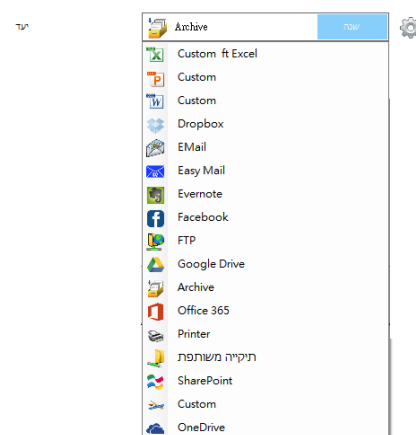 יעד
Archive
שנה
Custom ft Excel
Custom
Custom
Dropbox
EMail
Easy Mail
Evernote
Facebook
FTP
Google Drive
Archive
Office 365
Printer
תיקייה משותפת
SharePoint
Custom
OneDrive